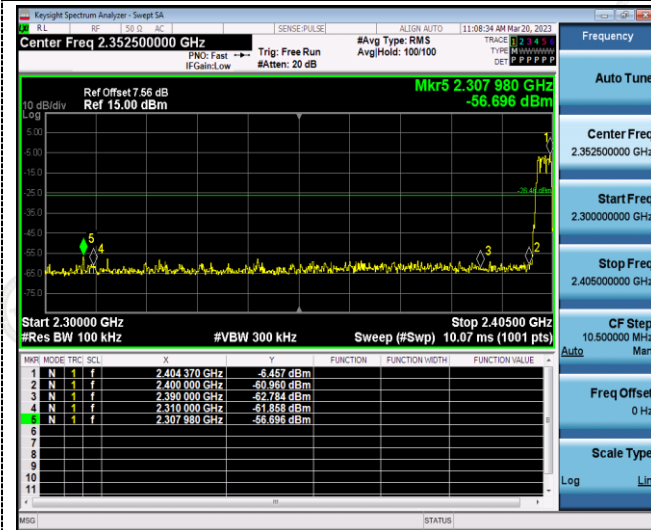 Keysight Spectrum Analyzer - Swept SA
RL RF 50 Ω AC SENSE:PULSE ALIGN AUTO 11:08:34 AM Mar 20, 2023
Center Freq 2.352500000 GHz
PNO: Fast
IFGain:Low
Trig: Free Run
#Atten: 20 dB
#Avg Type: RMS
Avg|Hold: 100/100
TRACE 1 2 3 4 5 6
TYPE M
DET P P P P P P
10 dB/div
Log
Ref Offset 7.56 dB
Ref 15.00 dBm
Mkr5 2.307 980 GHz
-56.696 dBm
5.00
-5.00
-15.0
-25.0
-35.0
-45.0
-55.0
-65.0
-75.0
1
2
3
4
5
Start 2.30000 GHz Stop 2.40500 GHz
#Res BW 100 kHz #VBW 300 kHz Sweep (#Swp) 10.07 ms (1001 pts)
MKR MODE TRC SCL X Y FUNCTION FUNCTION WIDTH FUNCTION VALUE
1 N 1 f 2.404 370 GHz -6.457 dBm
2 N 1 f 2.400 000 GHz -60.960 dBm
3 N 1 f 2.390 000 GHz -62.784 dBm
4 N 1 f 2.310 000 GHz -61.858 dBm
5 N 1 f 2.307 980 GHz -56.696 dBm
6
7
8
9
10
11
MSG STATUS
Frequency
Auto Tune
Center Freq
2.352500000 GHz
Start Freq
2.300000000 GHz
Stop Freq
2.405000000 GHz
CF Step
10.500000 MHz
Auto Man
Freq Offset
0 Hz
Scale Type
Log Lin